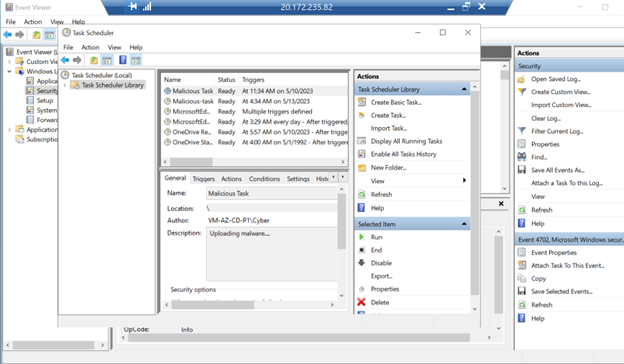 Event Viewer
20.172.235.82
File Action View Help
Event Viewer (L
Custom Vie
Windows L
Applica
Security
Setup
System
Forwar
Application
Subscriptio
Task Scheduler
File Action View Help
Task Scheduler (Local)
Task Scheduler Library
Name Status Triggers
Malicious Task Ready At 11:34 AM on 5/10/2023
Malicious-task Ready At 4:34 AM on 5/13/2023
MicrosoftEd... Ready Multiple triggers defined
MicrosoftEd... Ready At 3:29 AM every day - After triggered,
OneDrive Re... Ready At 5:57 AM on 5/10/2023 - After trigge
OneDrive Sta... Ready At 4:00 AM on 5/1/1992 - After trigger
General Triggers Actions Conditions Settings Hist
Name: Malicious Task
Location: \
Author: VM-AZ-CD-P1\Cyber
Description: Uploading malware....
Security options
Actions
Task Scheduler Library
Create Basic Task...
Create Task...
Import Task...
Display All Running Tasks
Enable All Tasks History
New Folder...
View
Refresh
Help
Selected Item
Run
End
Disable
Export...
Properties
Delete
OpCode: Info
Actions
Security
Open Saved Log...
Create Custom View...
Import Custom View...
Clear Log...
Filter Current Log...
Properties
Find...
Save All Events As...
Attach a Task To this Log...
View
Refresh
Help
Event 4702, Microsoft Windows secur...
Event Properties
Attach Task To This Event...
Copy
Save Selected Events...
Refresh
Help